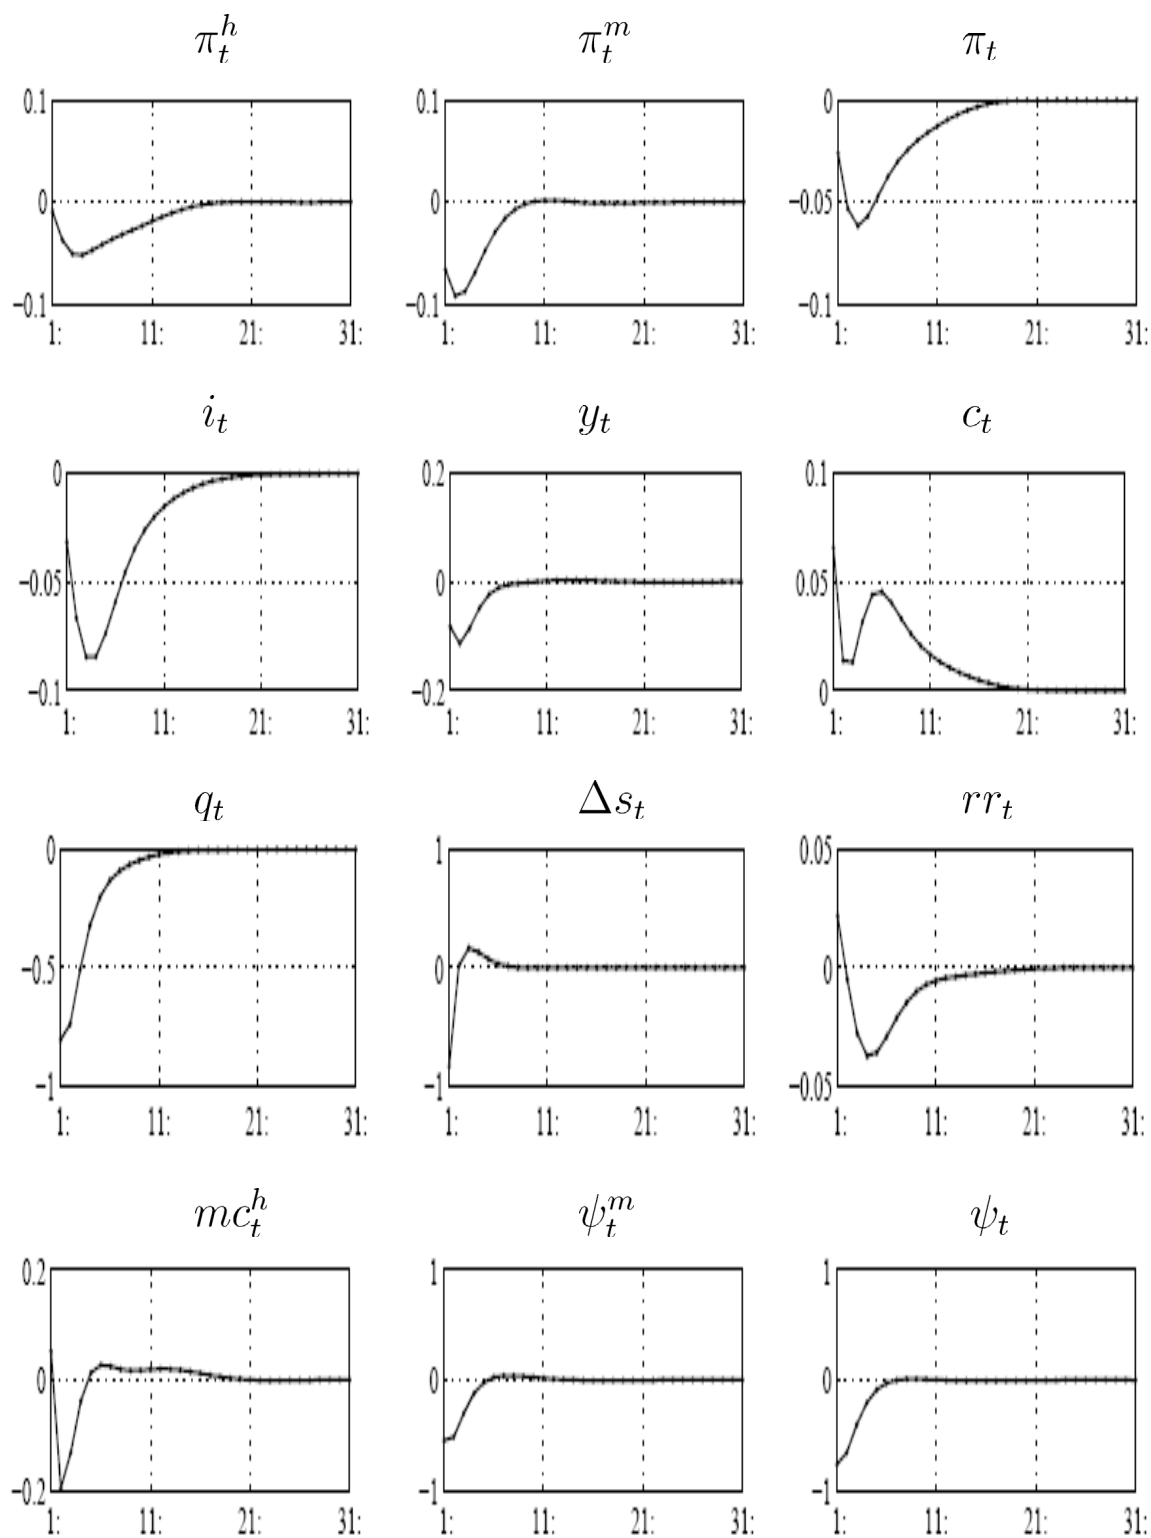 π_t^h π_t^m π_t
0.1 0.1 0
0 0 −0.05
−0.1 −0.1 −0.1
1: 11: 21: 31: 1: 11: 21: 31: 1: 11: 21: 31:
i_t y_t c_t
0 0.2 0.1
−0.05 0 0.05
−0.1 −0.2 0
1: 11: 21: 31: 1: 11: 21: 31: 1: 11: 21: 31:
q_t Δs_t rr_t
0 1 0.05
−0.5 0 0
−1 −1 −0.05
1: 11: 21: 31: 1: 11: 21: 31: 1: 11: 21: 31:
mc_t^h ψ_t^m ψ_t
0.2 1 1
0 0 0
−0.2 −1 −1
1: 11: 21: 31: 1: 11: 21: 31: 1: 11: 21: 31: